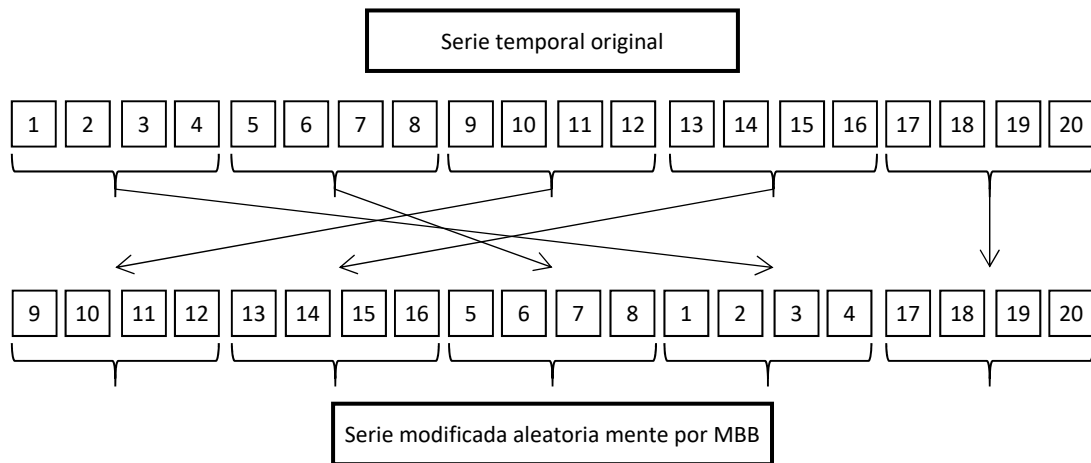 Serie temporal original
1 2 3 4 5 6 7 8 9 10 11 12 13 14 15 16 17 18 19 20
9 10 11 12 13 14 15 16 5 6 7 8 1 2 3 4 17 18 19 20
Serie modificada aleatoria mente por MBB